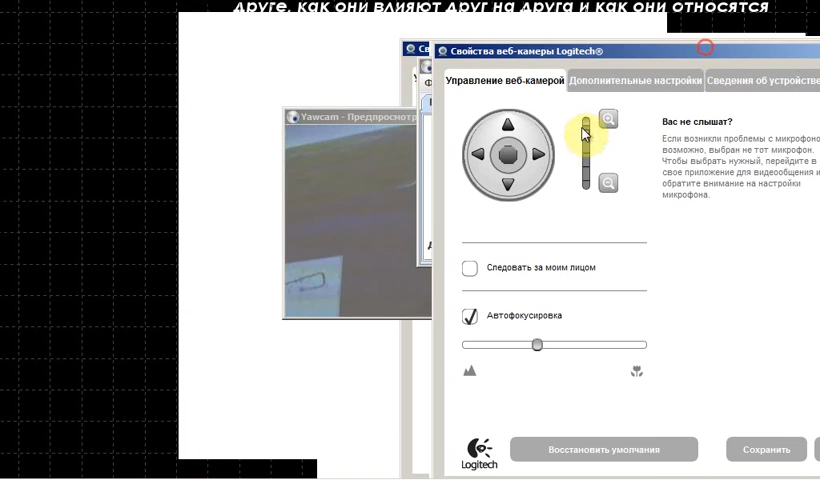 друге, как они влияют друг на друга и как они относятся
Св
Свойства веб-камеры Logitech®
Управление веб-камерой
Дополнительные настройки
Сведения об устройстве
Yawcam - Предпросмотр
Вас не слышат?
Если возникли проблемы с микрофоно
возможно, выбран не тот микрофон.
Чтобы выбрать нужный, перейдите в
свое приложение для видеообщения и
обратите внимание на настройки
микрофона.
Следовать за моим лицом
Автофокусировка
Logitech
Восстановить умолчания
Сохранить